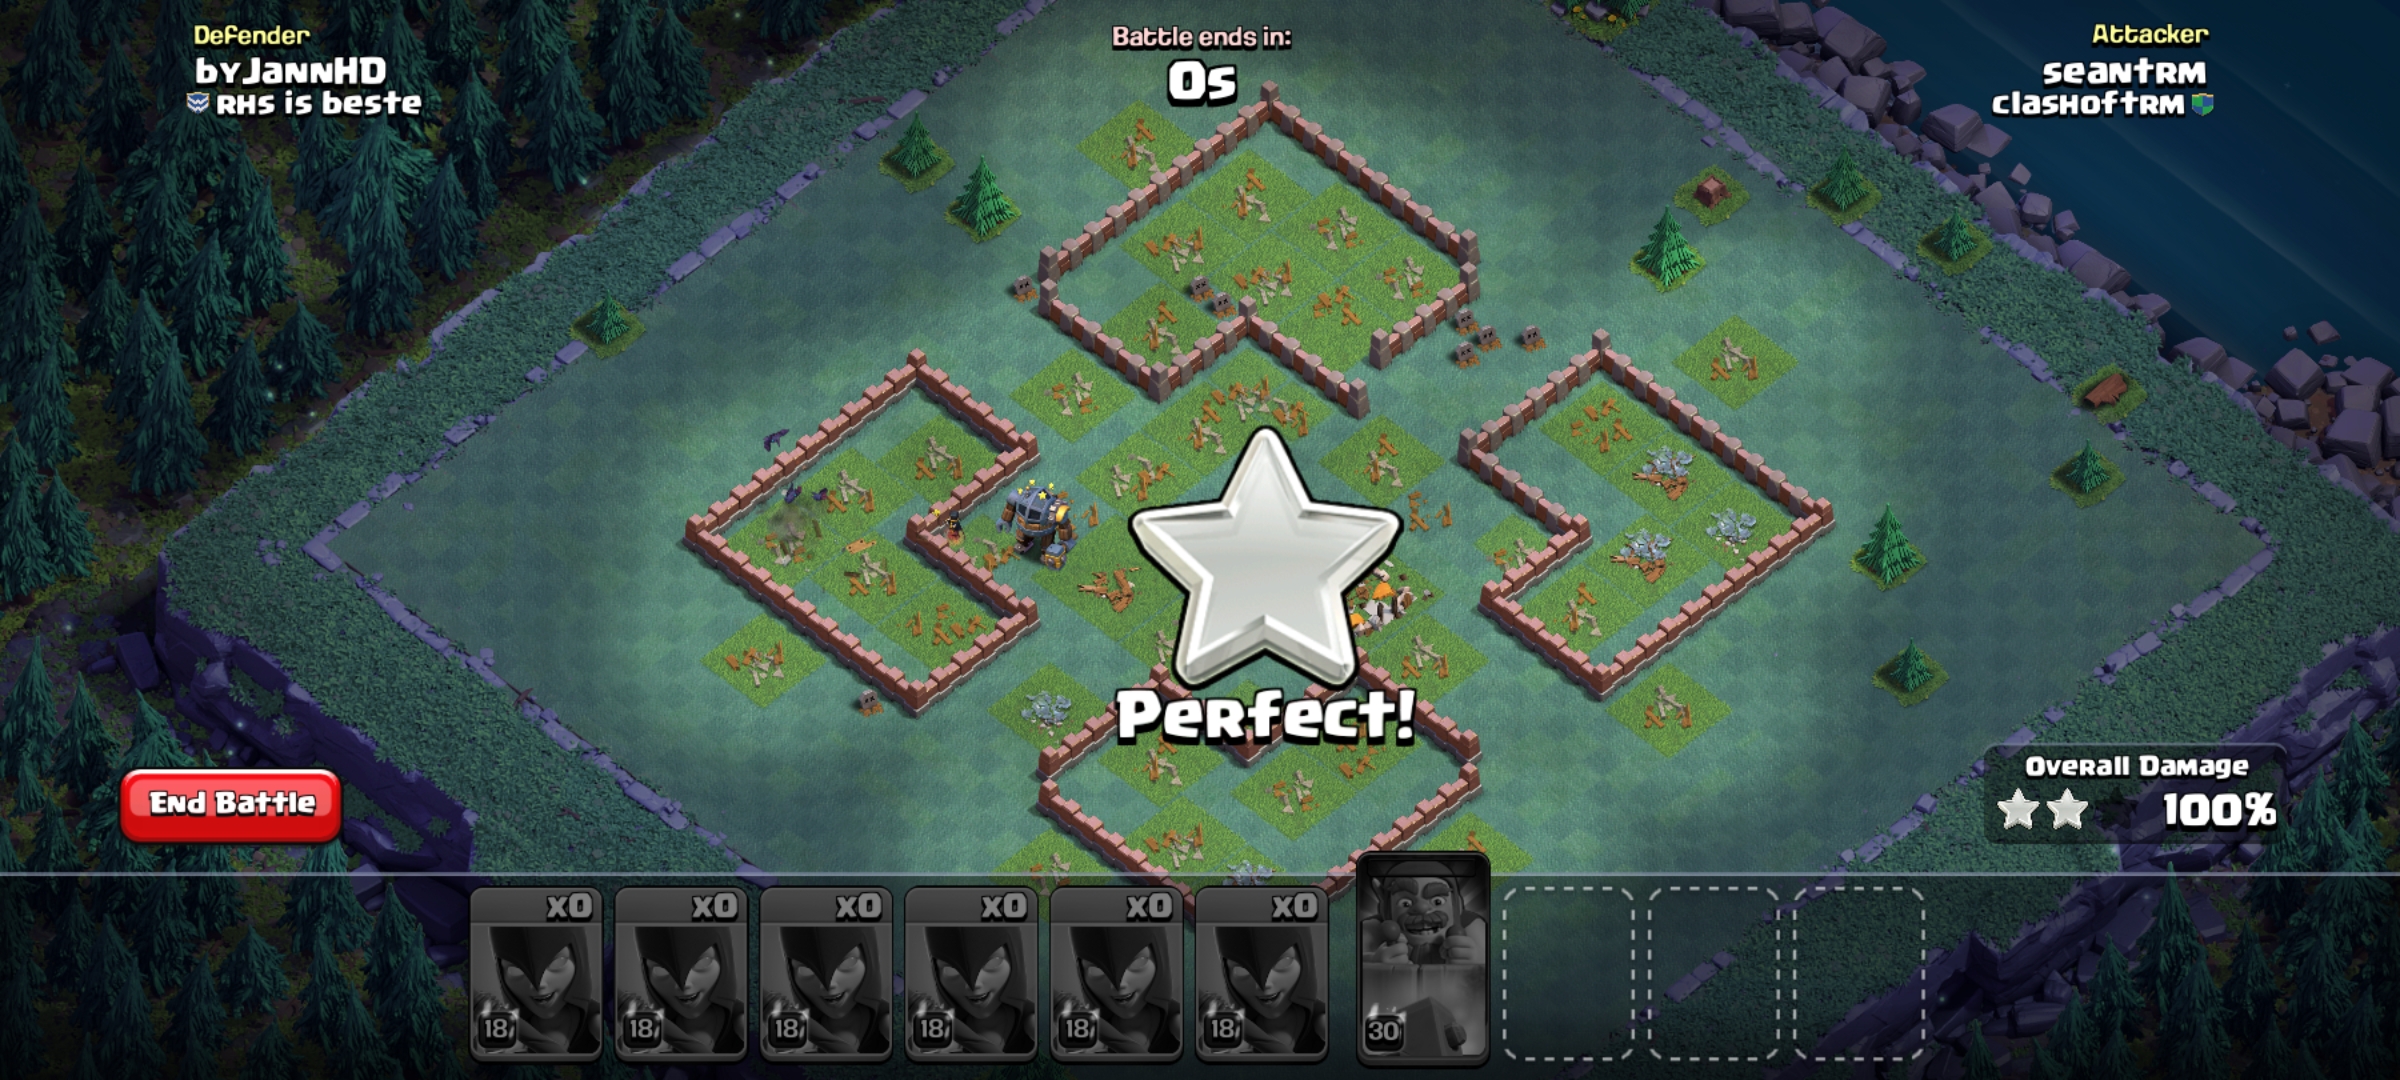 Defender
byJannHD
RHS is beste
Battle ends in:
0s
Attacker
seantRM
clashoftRM
Perfect!
End Battle
Overall Damage
100%
x0
x0
x0
x0
x0
x0
18
18
18
18
18
18
30